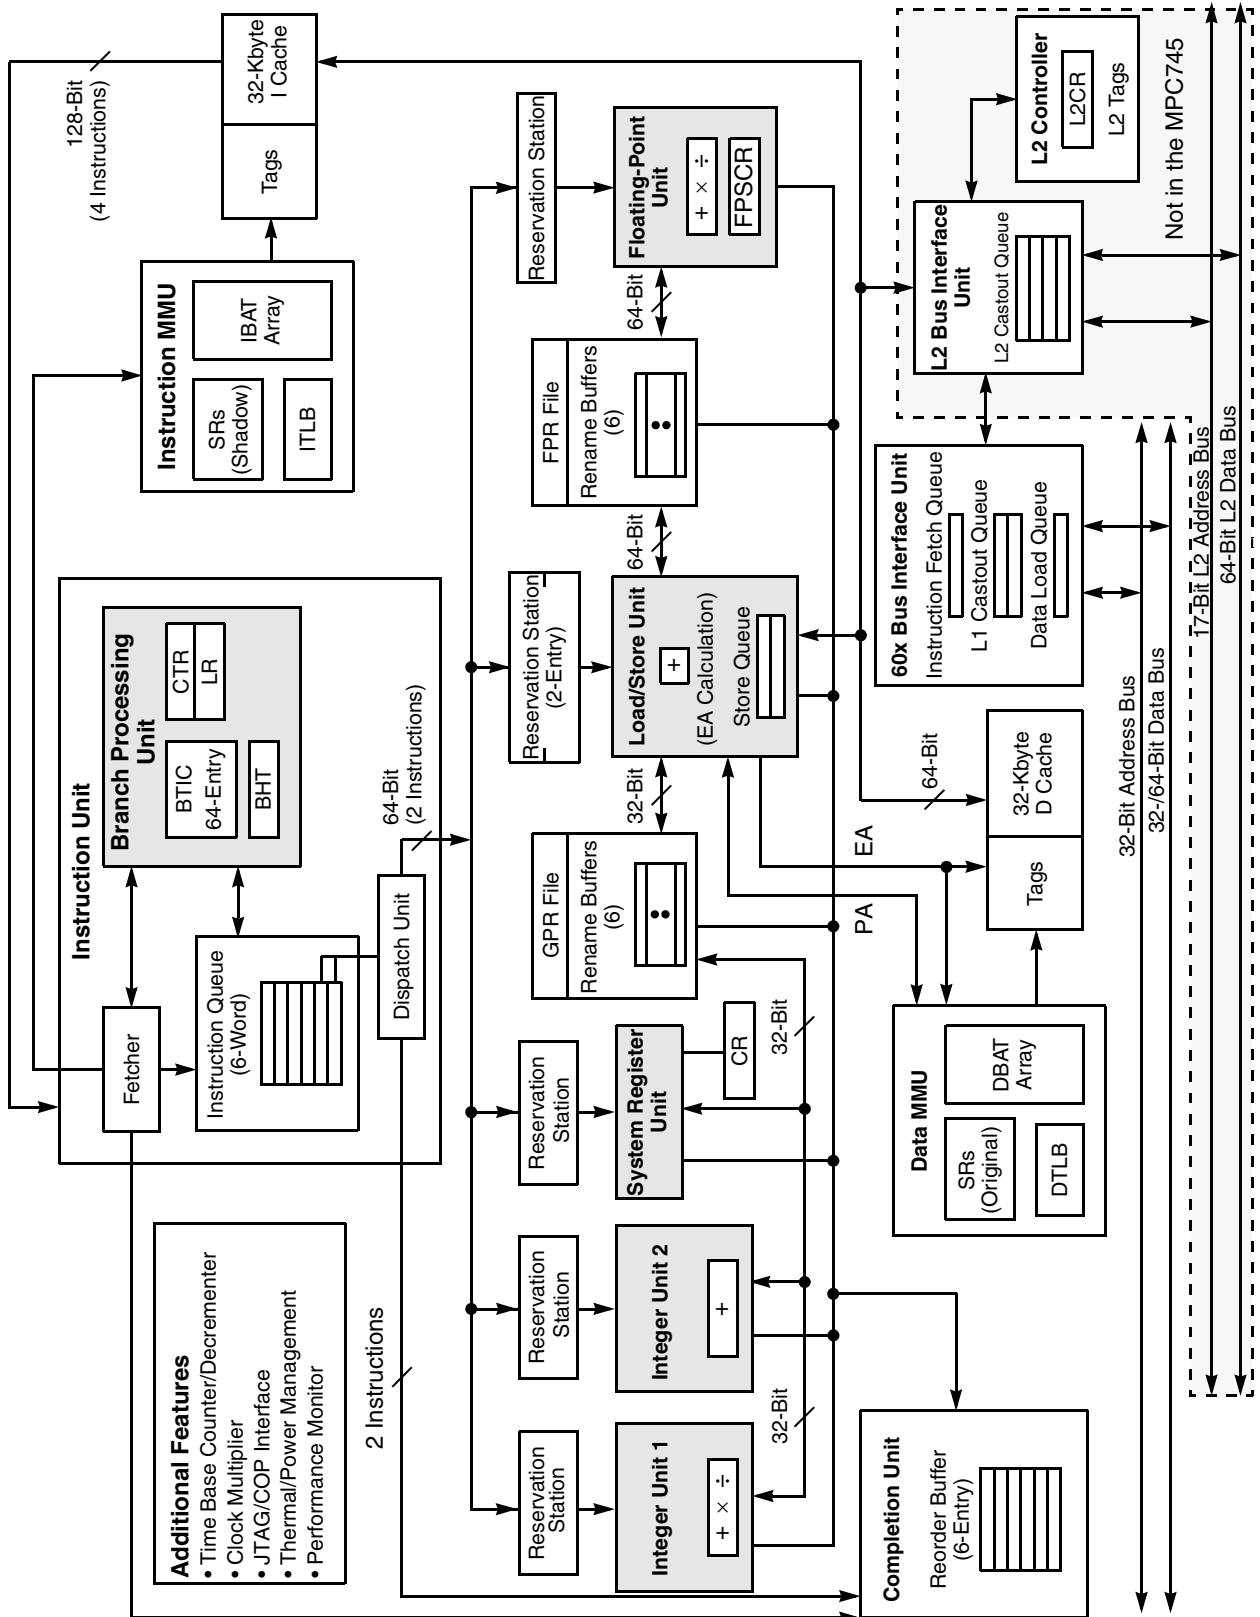 Additional Features
• Time Base Counter/Decrementer
• Clock Multiplier
• JTAG/COP Interface
• Thermal/Power Management
• Performance Monitor
Instruction Unit
Fetcher
Branch Processing
Unit
BTIC
64-Entry
CTR
LR
BHT
Instruction Queue
(6-Word)
Dispatch Unit
2 Instructions
64-Bit
(2 Instructions)
Instruction MMU
SRs
(Shadow)
ITLB
IBAT
Array
128-Bit
(4 Instructions)
Tags
32-Kbyte
I Cache
Reservation
Station
Reservation
Station
Reservation
Station
Reservation Station
(2-Entry)
Reservation Station
Integer Unit 1
+ × ÷
Integer Unit 2
+
System Register
Unit
CR
32-Bit
32-Bit
GPR File
Rename Buffers
(6)
32-Bit
Load/Store Unit
+
(EA Calculation)
Store Queue
64-Bit
FPR File
Rename Buffers
(6)
64-Bit
Floating-Point
Unit
+ × ÷
FPSCR
PA
EA
64-Bit
Completion Unit
Reorder Buffer
(6-Entry)
Data MMU
SRs
(Original)
DTLB
DBAT
Array
Tags
32-Kbyte
D Cache
60x Bus Interface Unit
Instruction Fetch Queue
L1 Castout Queue
Data Load Queue
L2 Bus Interface
Unit
L2 Castout Queue
L2 Controller
L2CR
L2 Tags
Not in the MPC745
32-Bit Address Bus
32-/64-Bit Data Bus
17-Bit L2 Address Bus
64-Bit L2 Data Bus